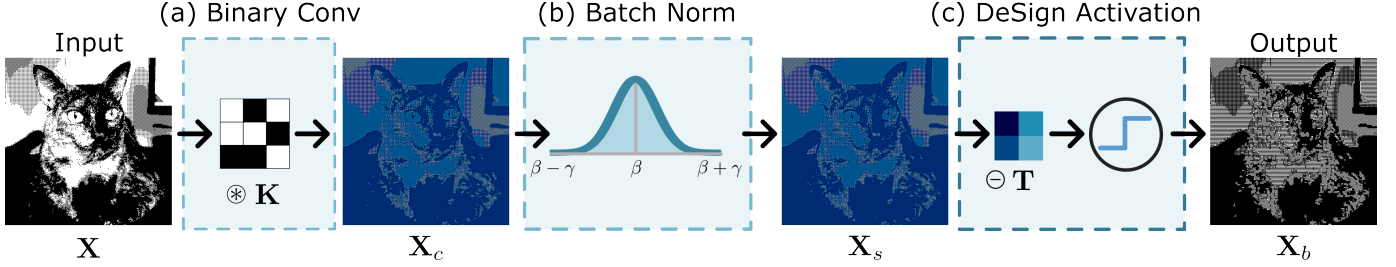 (a) Binary Conv
(b) Batch Norm
(c) DeSign Activation
Input
Output
⊛ K
β − γ
β
β + γ
⊖ T
X
X_c
X_s
X_b